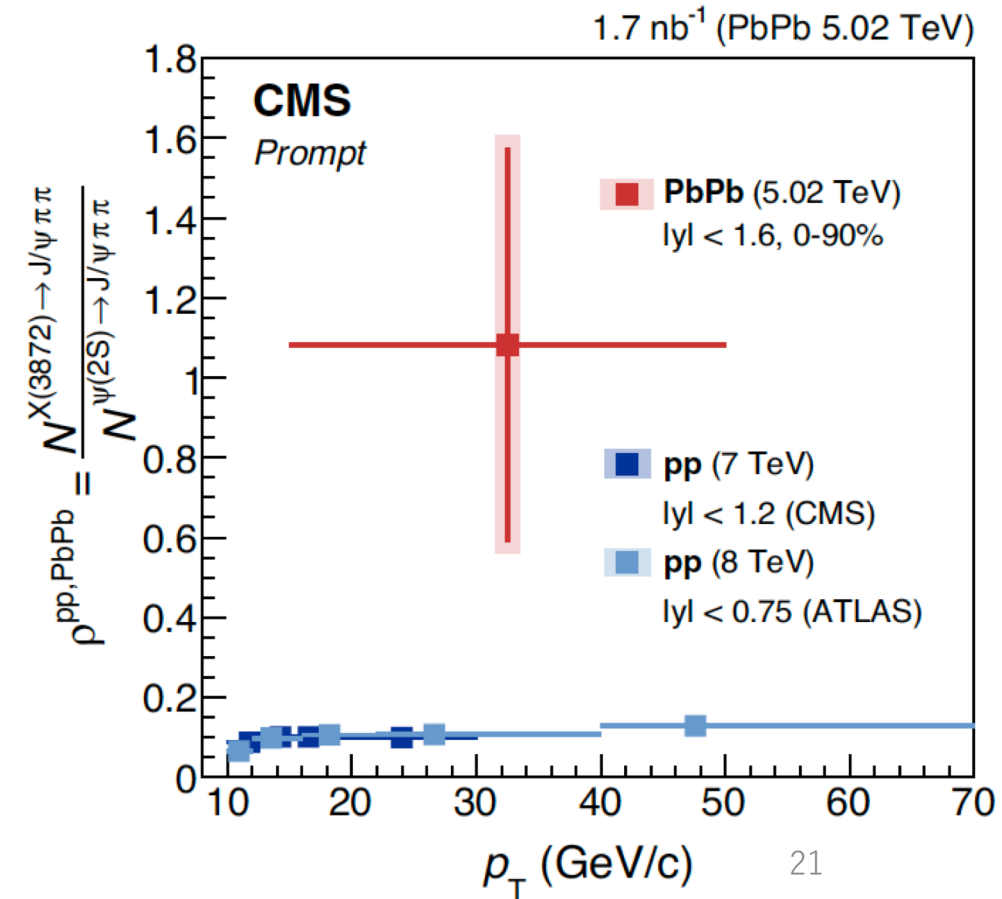 1.7 nb⁻¹ (PbPb 5.02 TeV)
CMS
Prompt
PbPb (5.02 TeV)
|y| < 1.6, 0-90%
pp (7 TeV)
|y| < 1.2 (CMS)
pp (8 TeV)
|y| < 0.75 (ATLAS)
ρ^pp,PbPb = N^X(3872)→J/ψππ / N^ψ(2S)→J/ψππ
1.8
1.6
1.4
1.2
1
0.8
0.6
0.4
0.2
0
10 20 30 40 50 60 70
p_T (GeV/c)
21